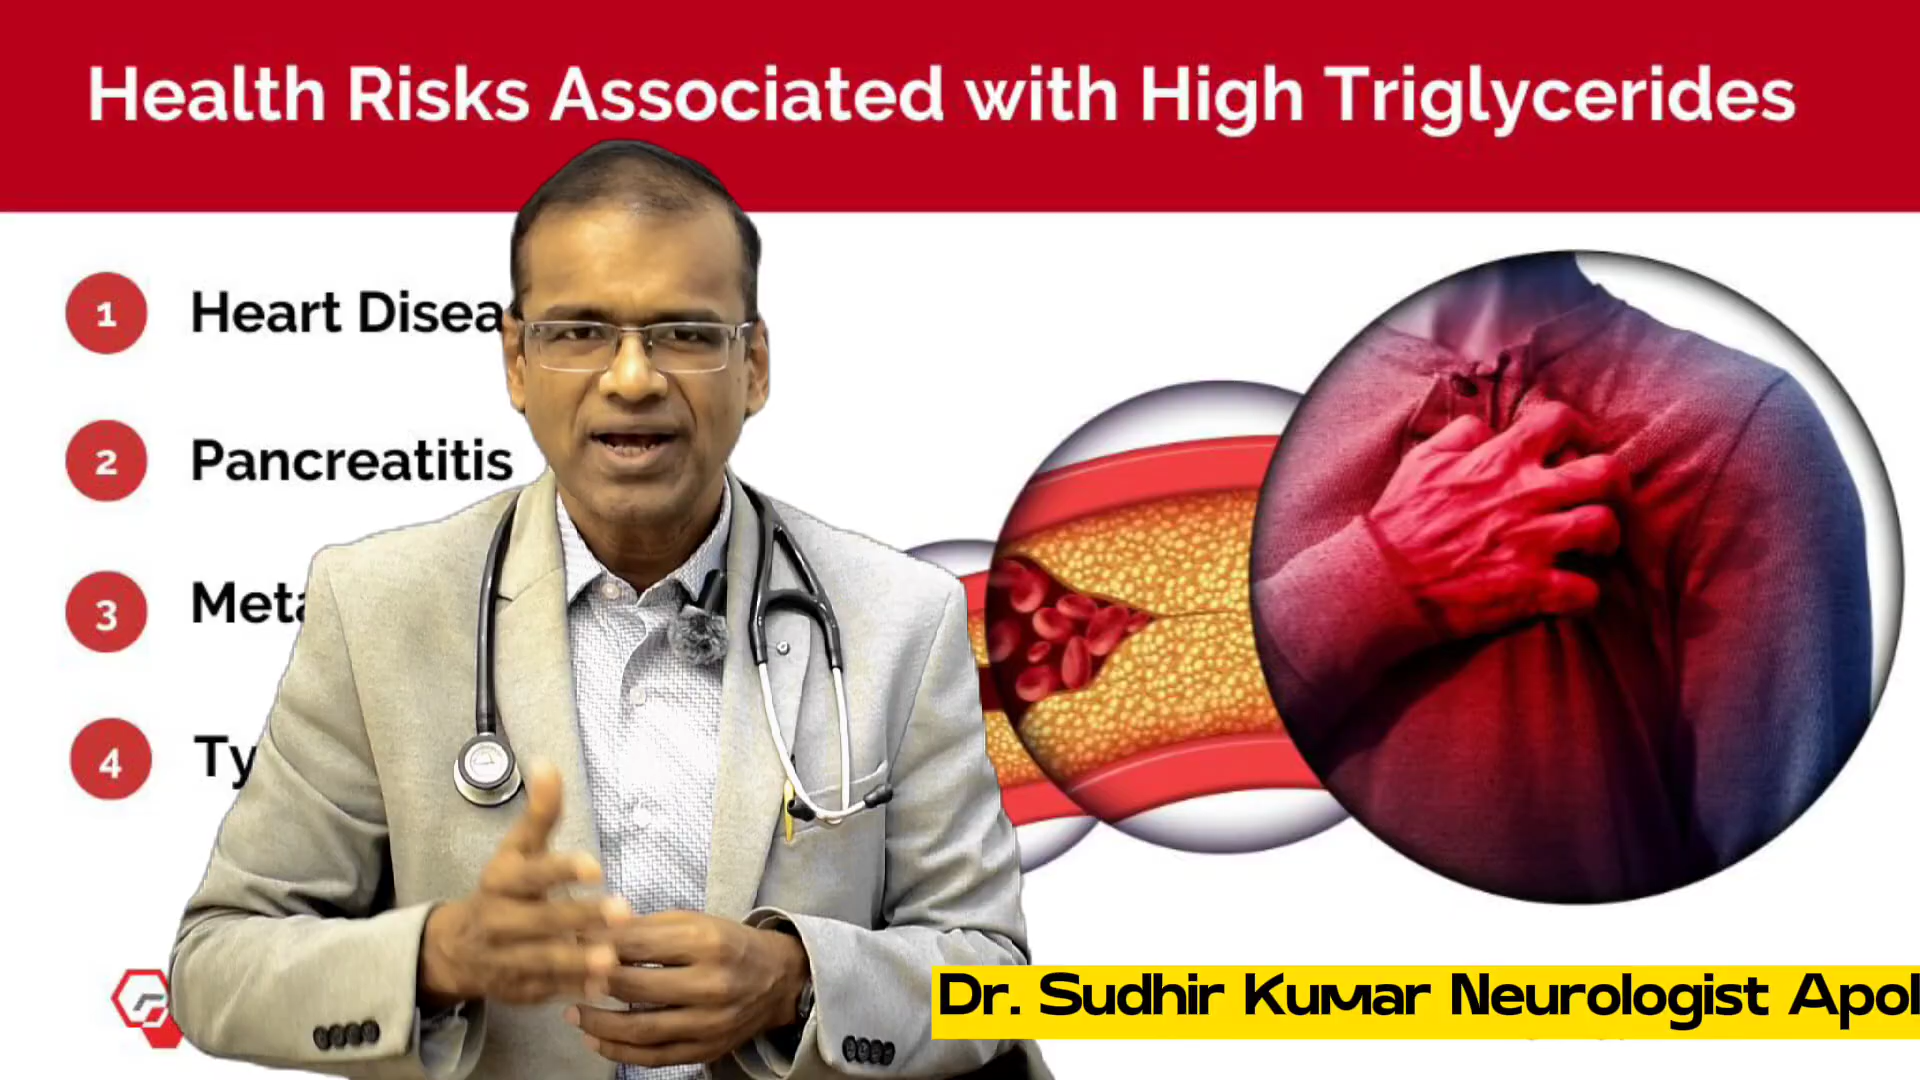 Health Risks Associated with High Triglycerides
1 Heart Disea
2 Pancreatitis
3 Meta
4 Ty
Dr. Sudhir Kumar Neurologist Apol